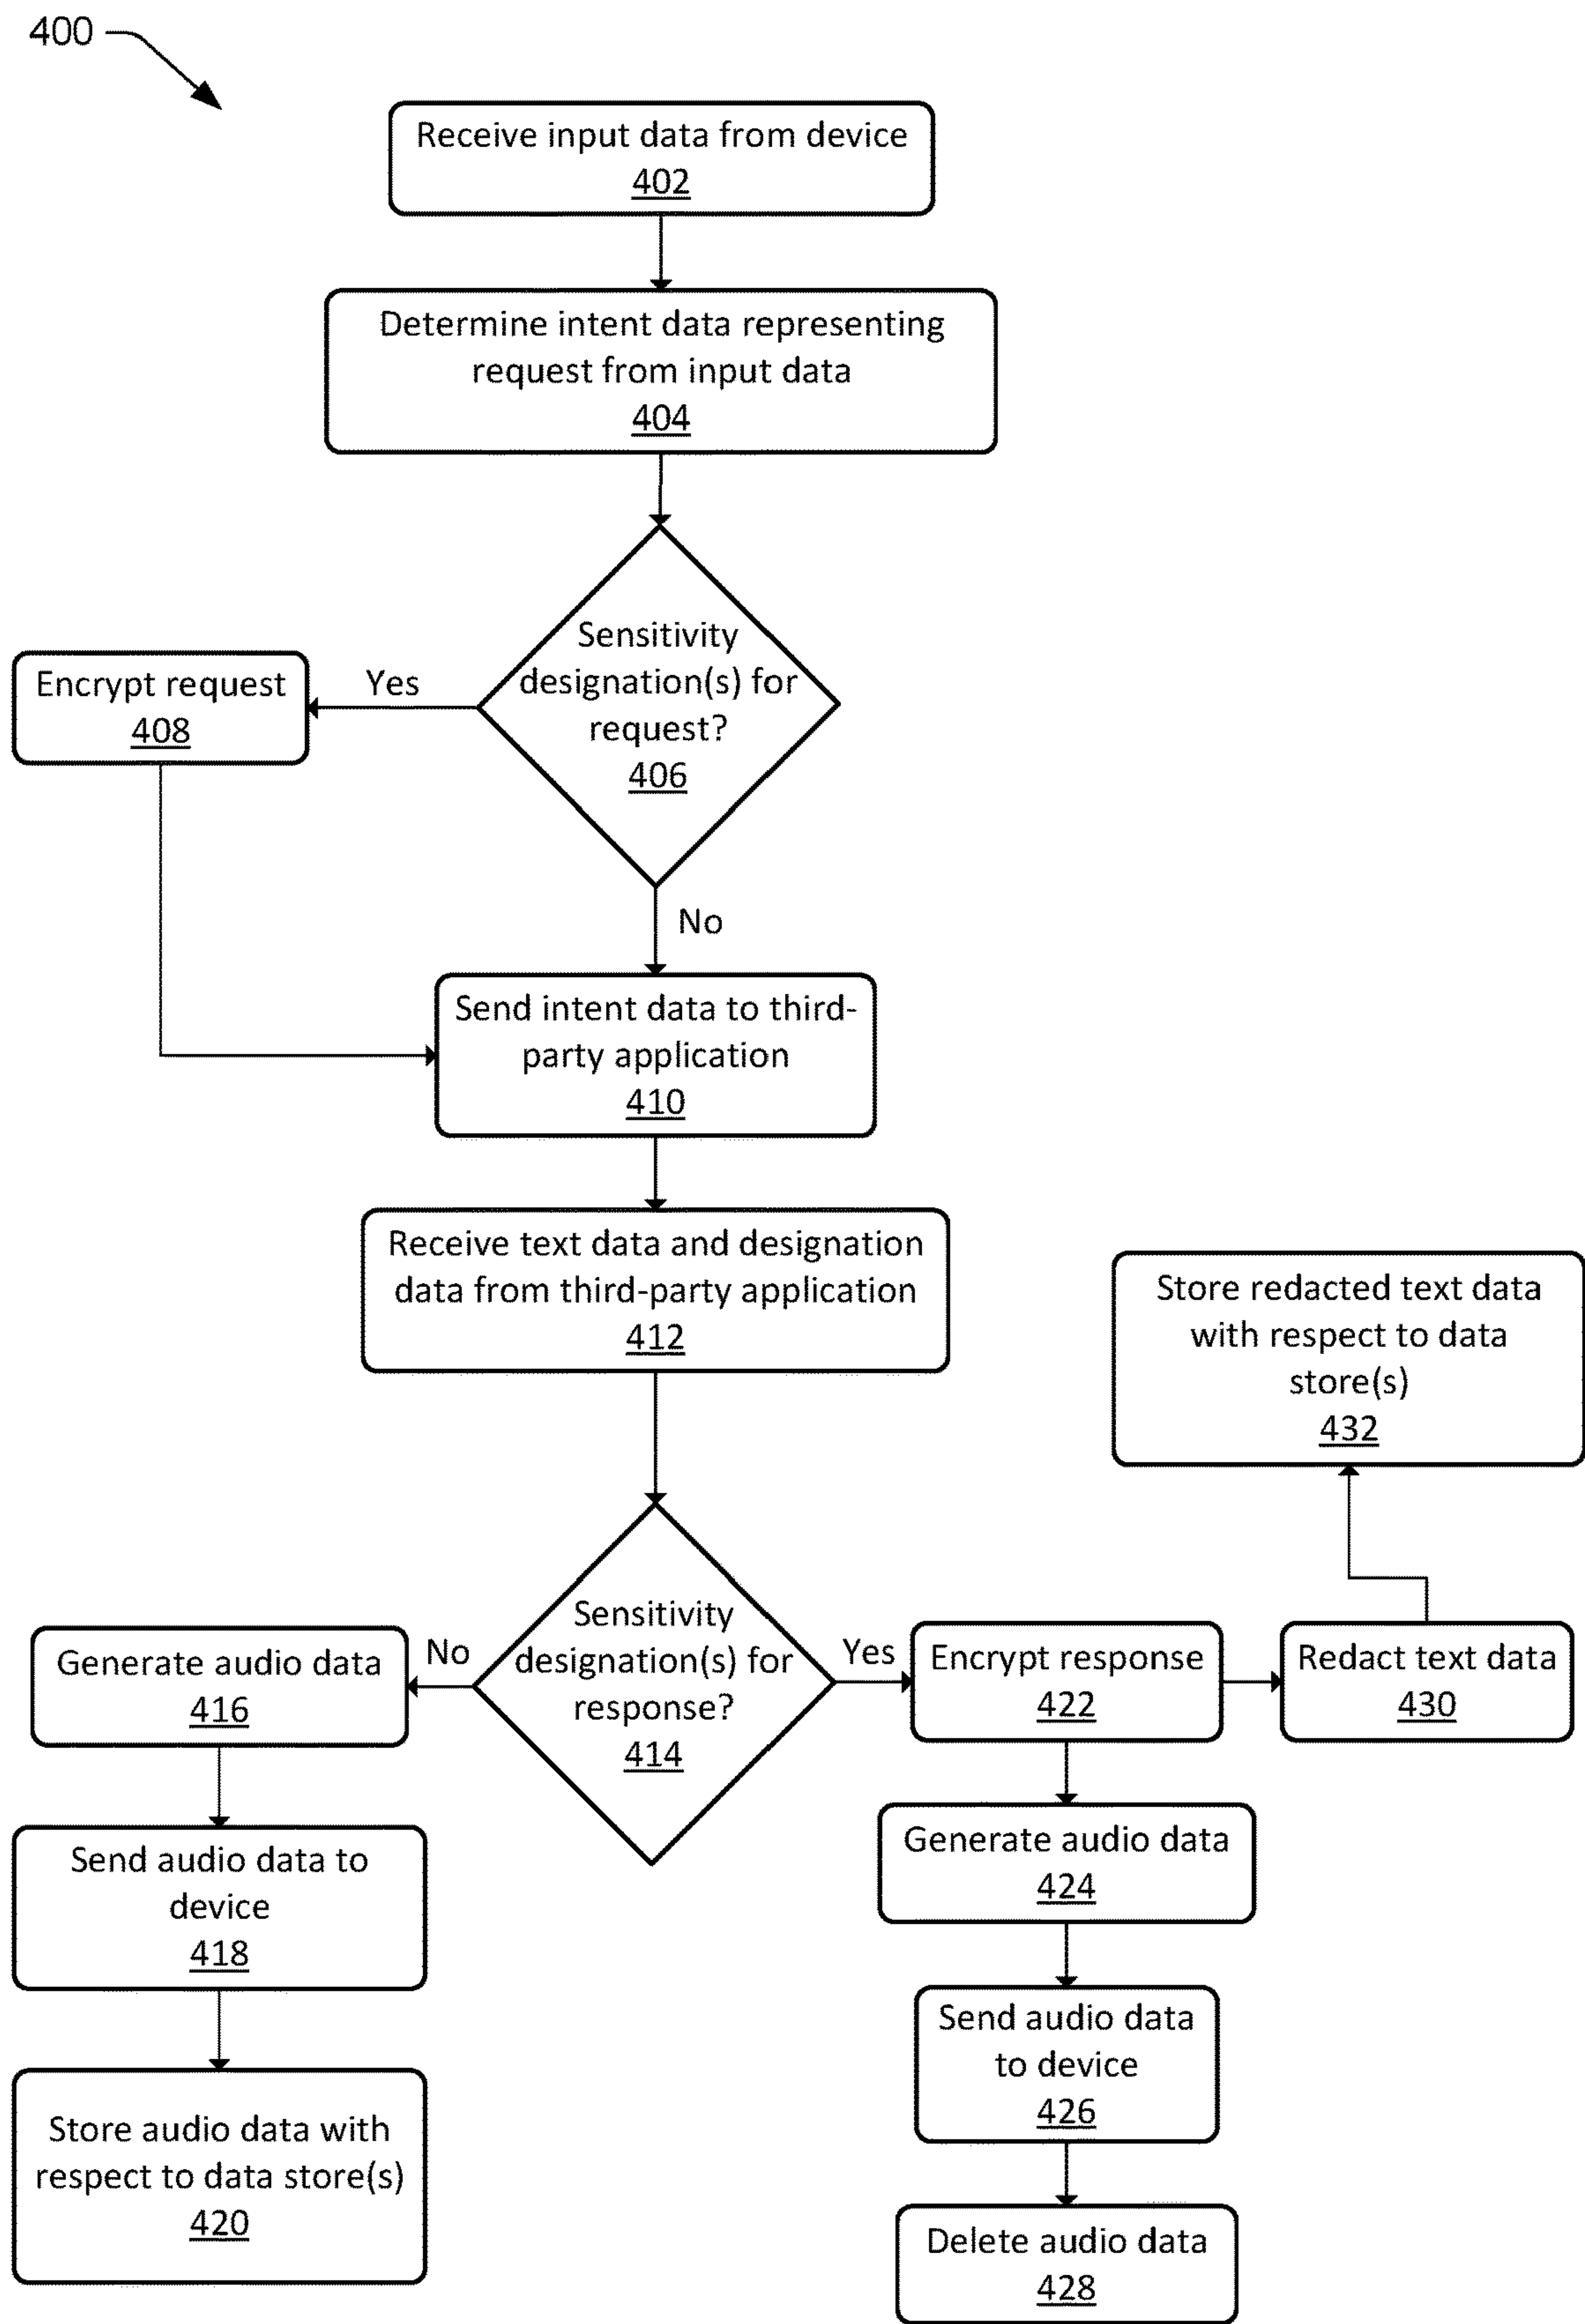 400
Receive input data from device
402
Determine intent data representing
request from input data
404
Sensitivity
designation(s) for
request?
406
Yes
Encrypt request
408
No
Send intent data to third-
party application
410
Receive text data and designation
data from third-party application
412
Store redacted text data
with respect to data
store(s)
432
Sensitivity
designation(s) for
response?
414
No
Generate audio data
416
Yes
Encrypt response
422
Redact text data
430
Send audio data to
device
418
Generate audio data
424
Store audio data with
respect to data store(s)
420
Send audio data
to device
426
Delete audio data
428